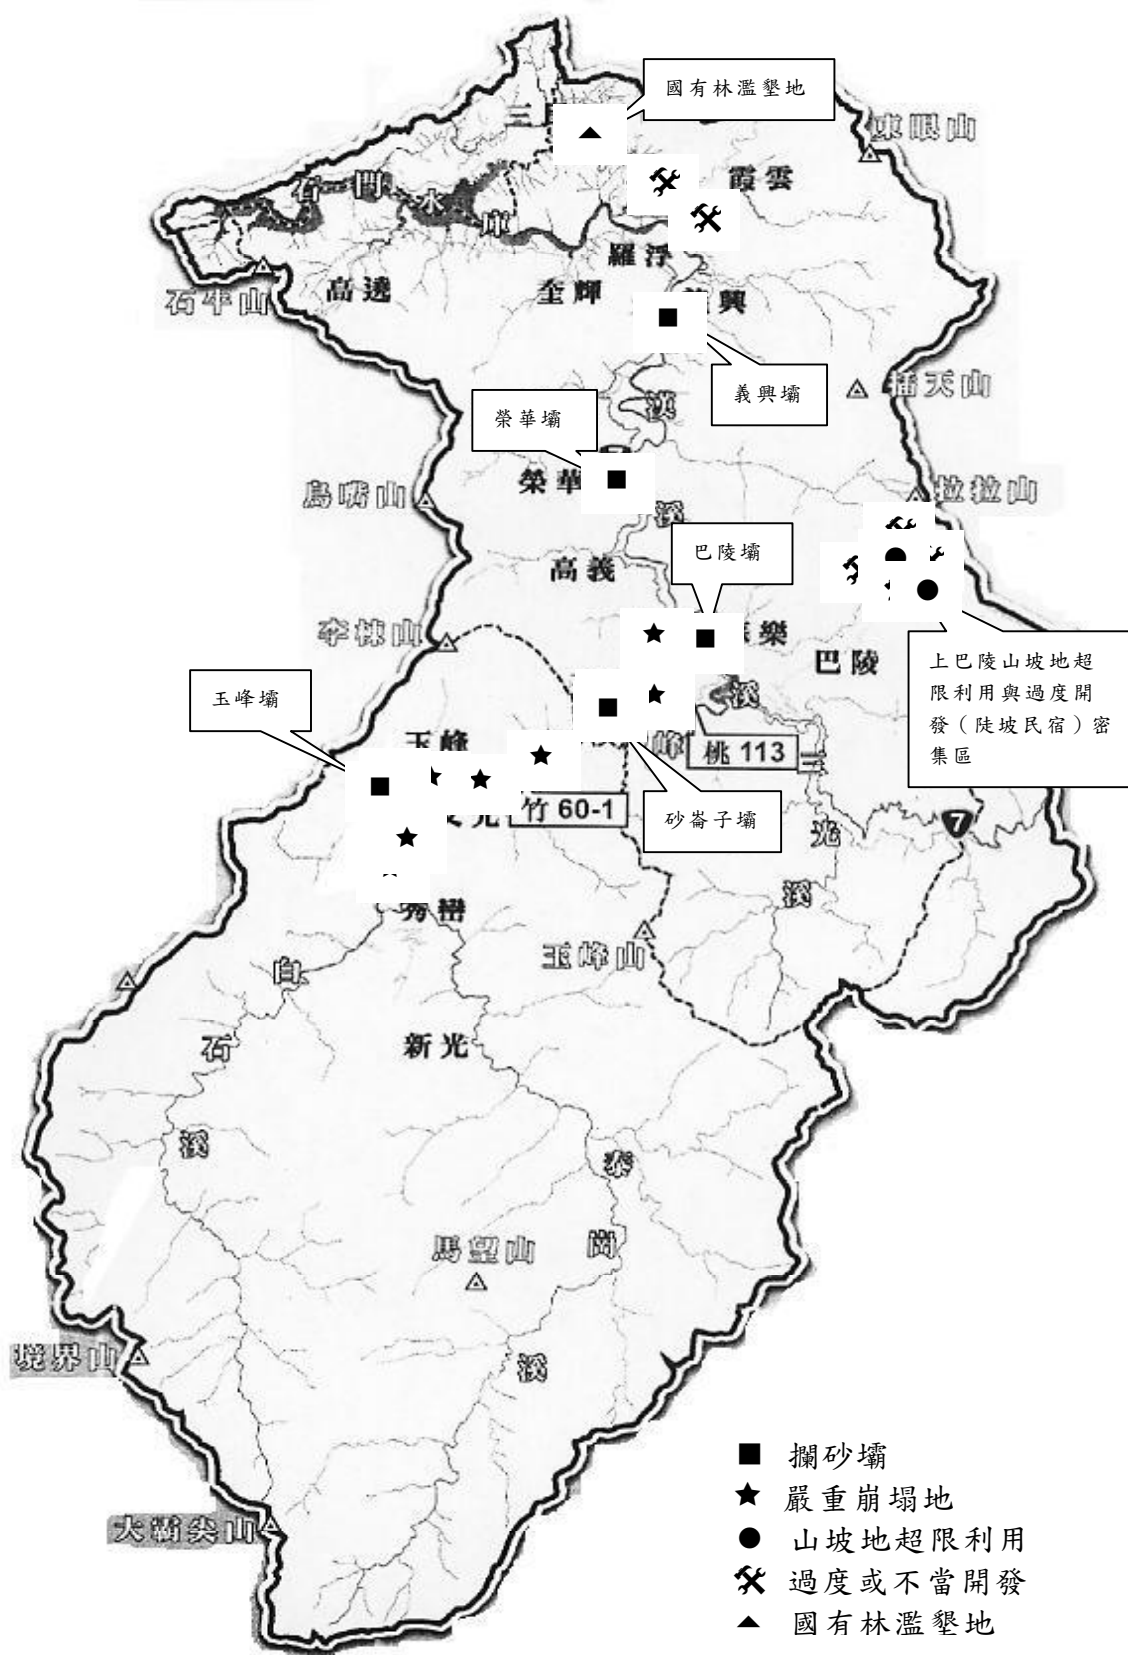 國有林濫墾地
東眼山
霞雲
石門水庫
羅浮
高遶
全輝
石牛山
興
義興壩
插天山
漢
榮華壩
榮華
溪
烏嘴山
拉拉山
巴陵壩
高義
李棟山
樂
巴陵
上巴陵山坡地超
限利用與過度開
發（陡坡民宿）密
集區
玉峰壩
溪
玉峰
峰
桃 113
三
光
溪
竹 60-1
砂崙子壩
7
秀巒
玉峰山
白
石
溪
新光
泰
崗
溪
馬望山
境界山
大霸尖山
攔砂壩
嚴重崩塌地
山坡地超限利用
過度或不當開發
國有林濫墾地